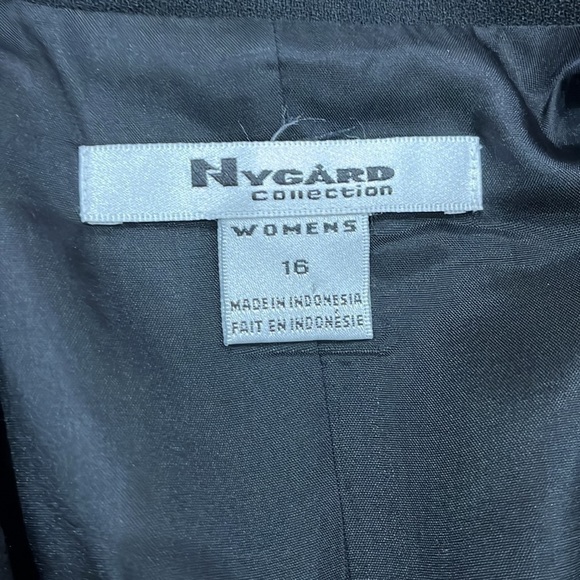 NYGÅRD
Collection
WOMENS
16
MADE IN INDONESIA
FAIT EN INDONÉSIE